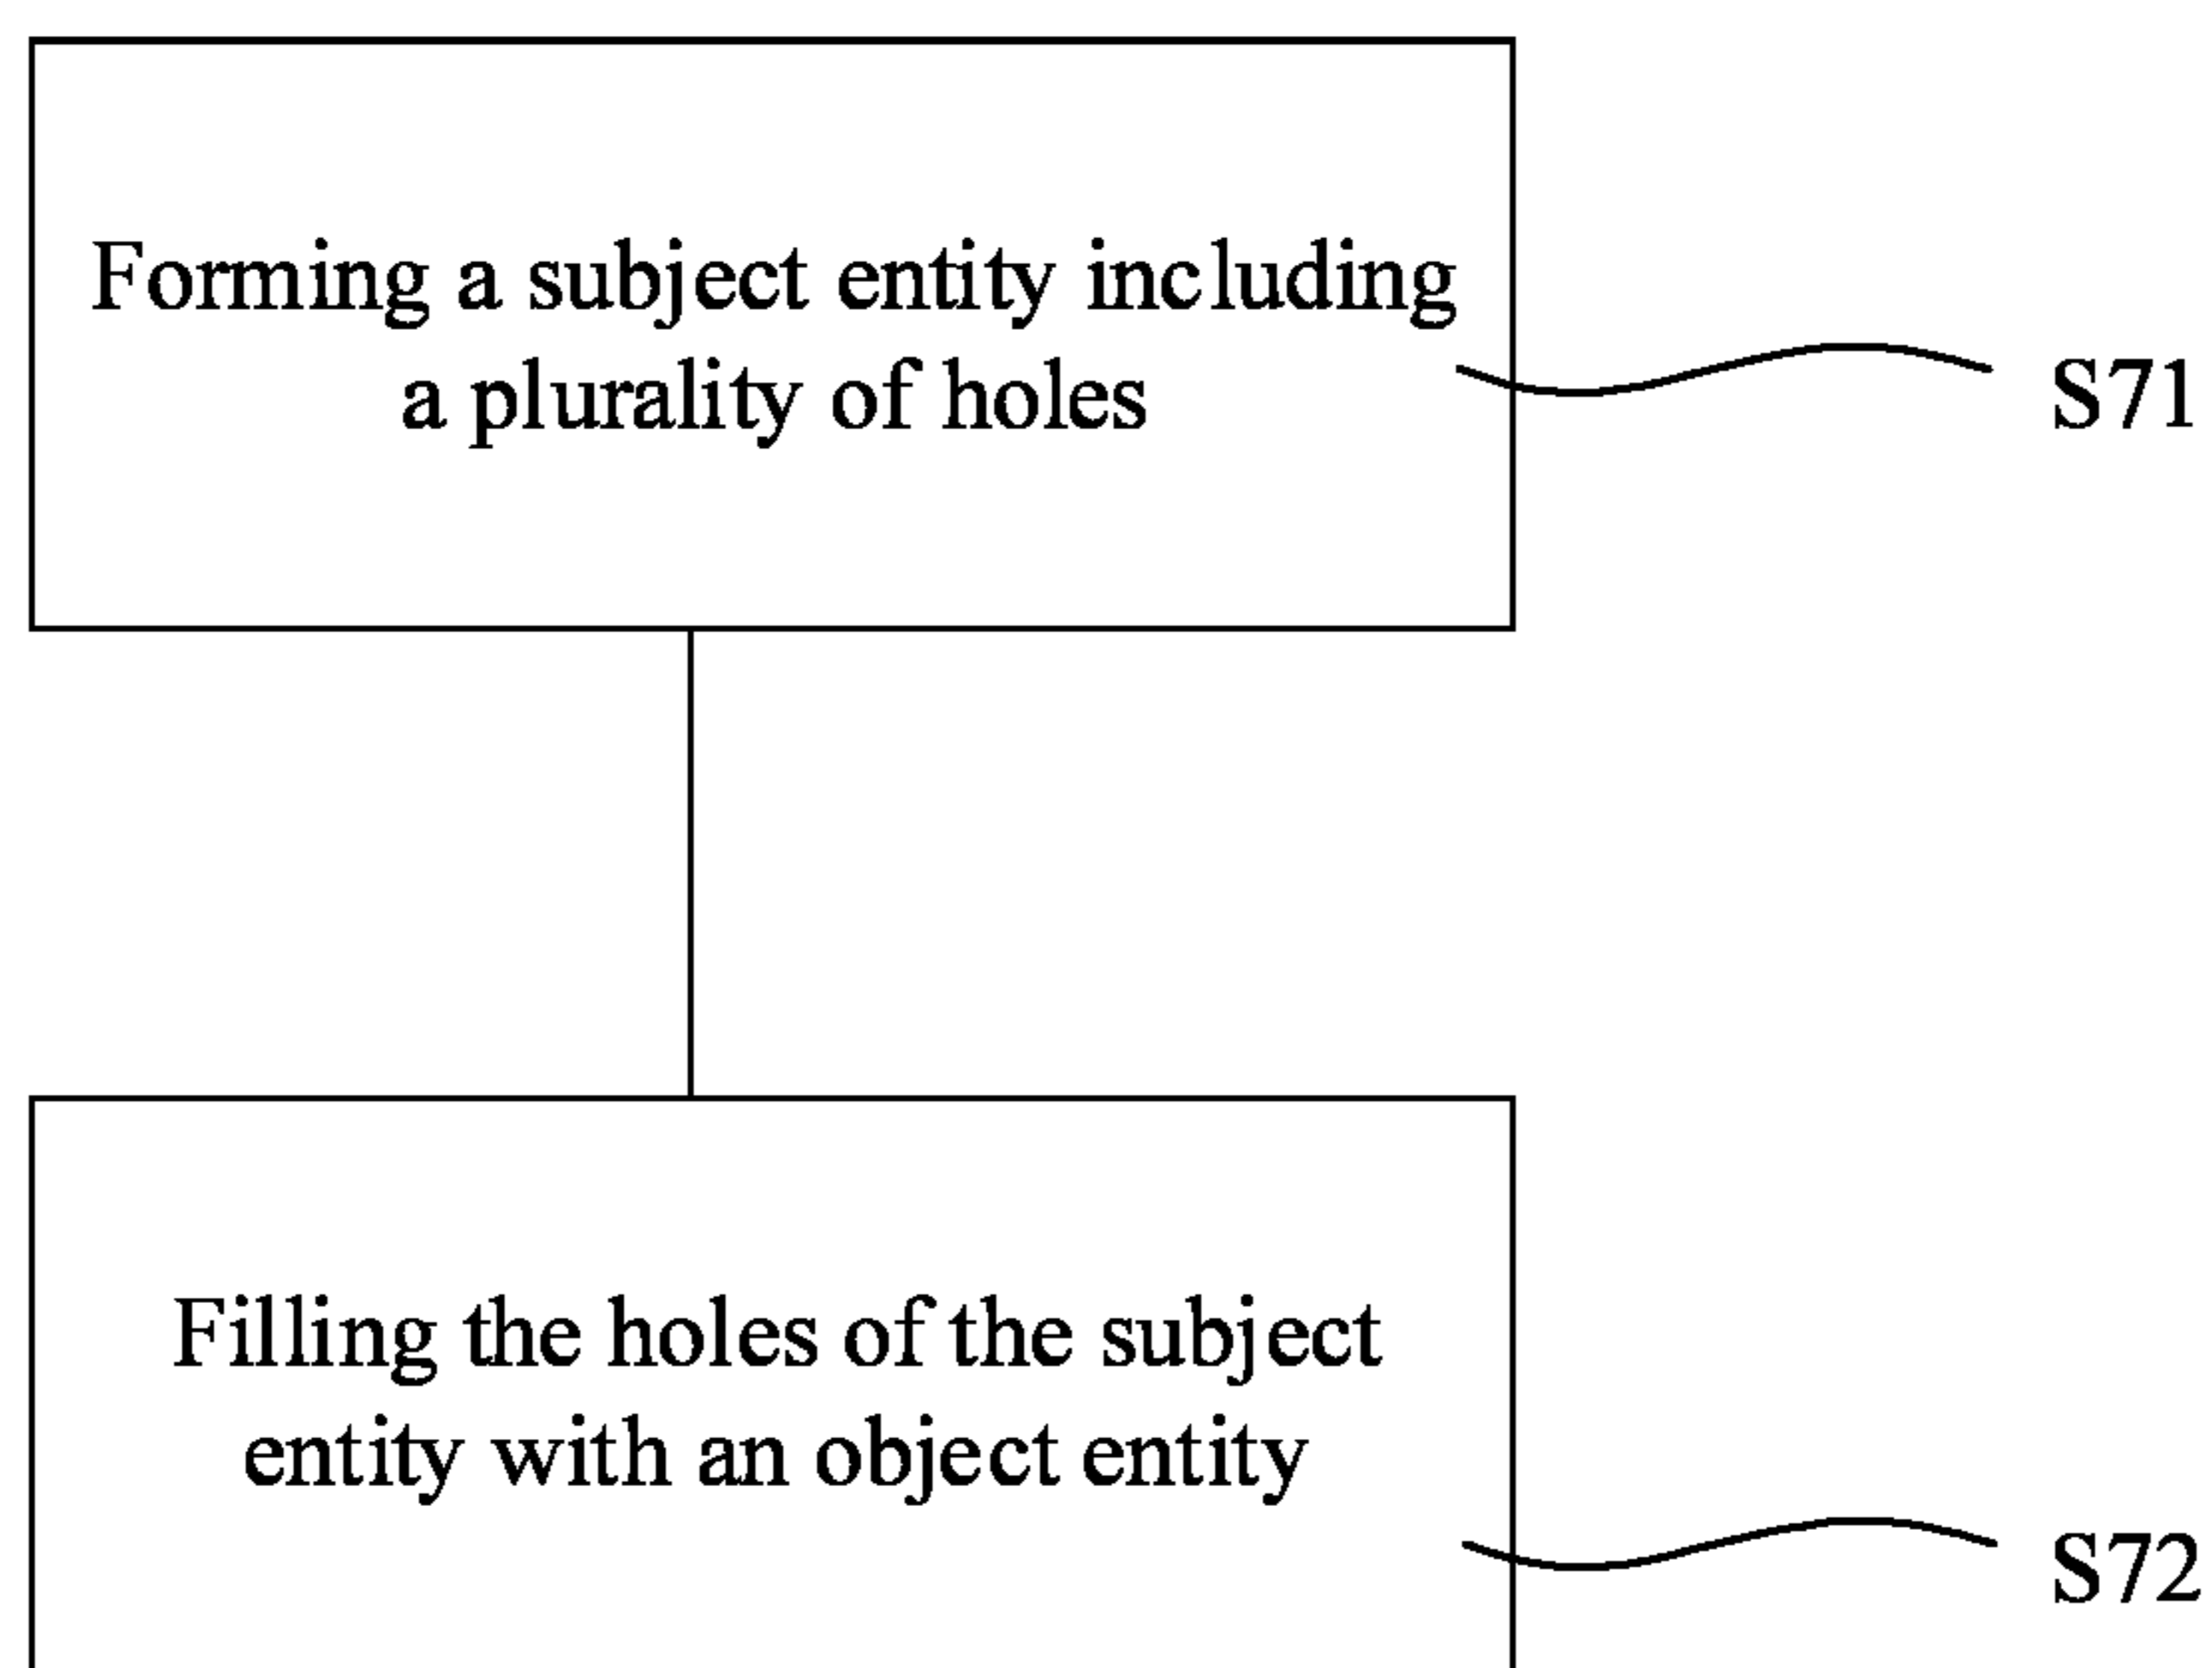 Forming a subject entity including
a plurality of holes
S71
Filling the holes of the subject
entity with an object entity
S72